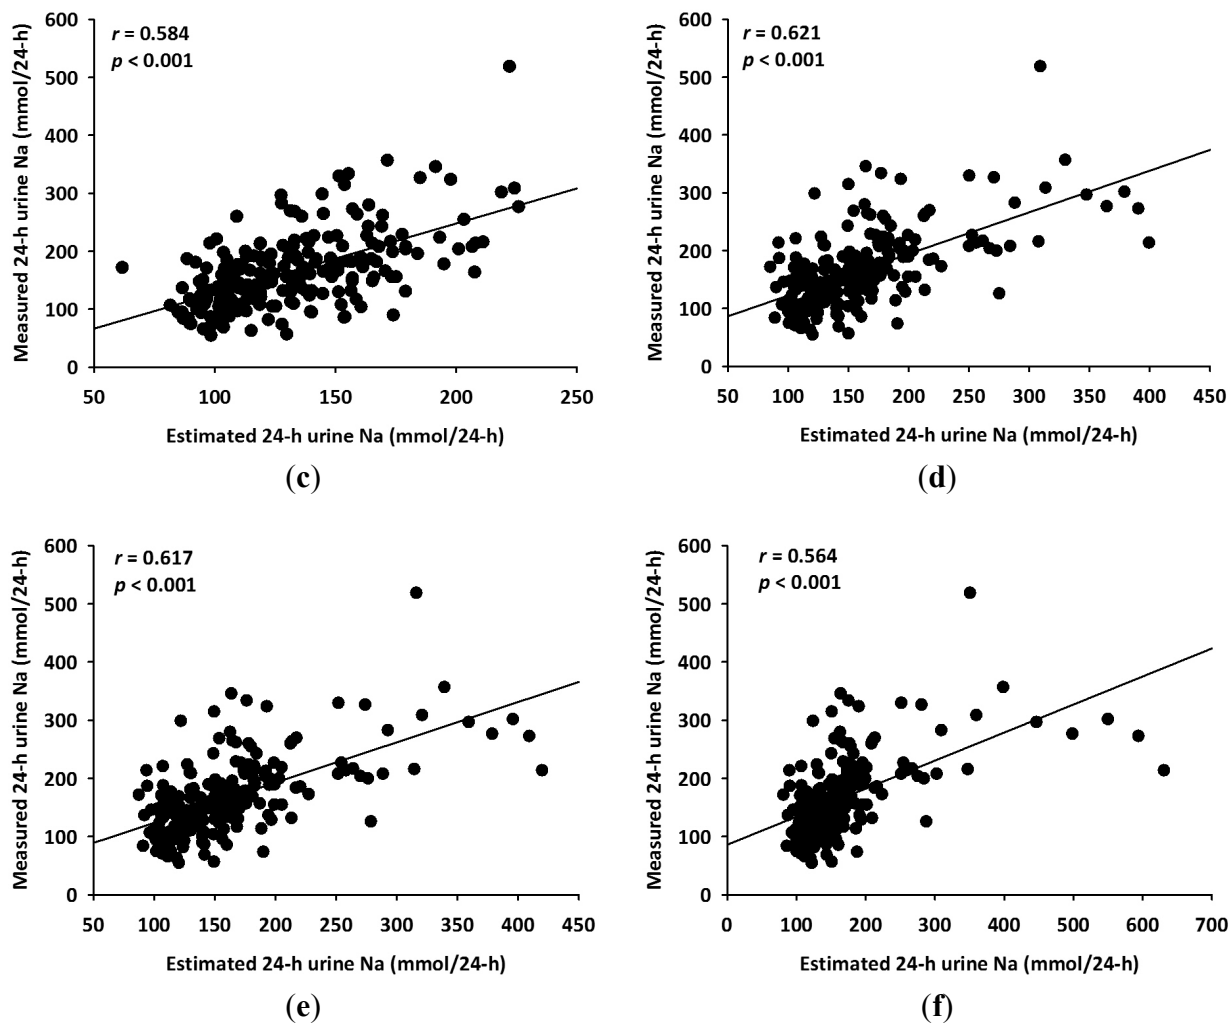 600
500
400
300
200
100
0
Measured 24-h urine Na (mmol/24-h)
r = 0.584
p < 0.001
50 100 150 200 250
Estimated 24-h urine Na (mmol/24-h)
(c)
600
500
400
300
200
100
0
Measured 24-h urine Na (mmol/24-h)
r = 0.621
p < 0.001
50 100 150 200 250 300 350 400 450
Estimated 24-h urine Na (mmol/24-h)
(d)
600
500
400
300
200
100
0
Measured 24-h urine Na (mmol/24-h)
r = 0.617
p < 0.001
50 100 150 200 250 300 350 400 450
Estimated 24-h urine Na (mmol/24-h)
(e)
600
500
400
300
200
100
0
Measured 24-h urine Na (mmol/24-h)
r = 0.564
p < 0.001
0 100 200 300 400 500 600 700
Estimated 24-h urine Na (mmol/24-h)
(f)